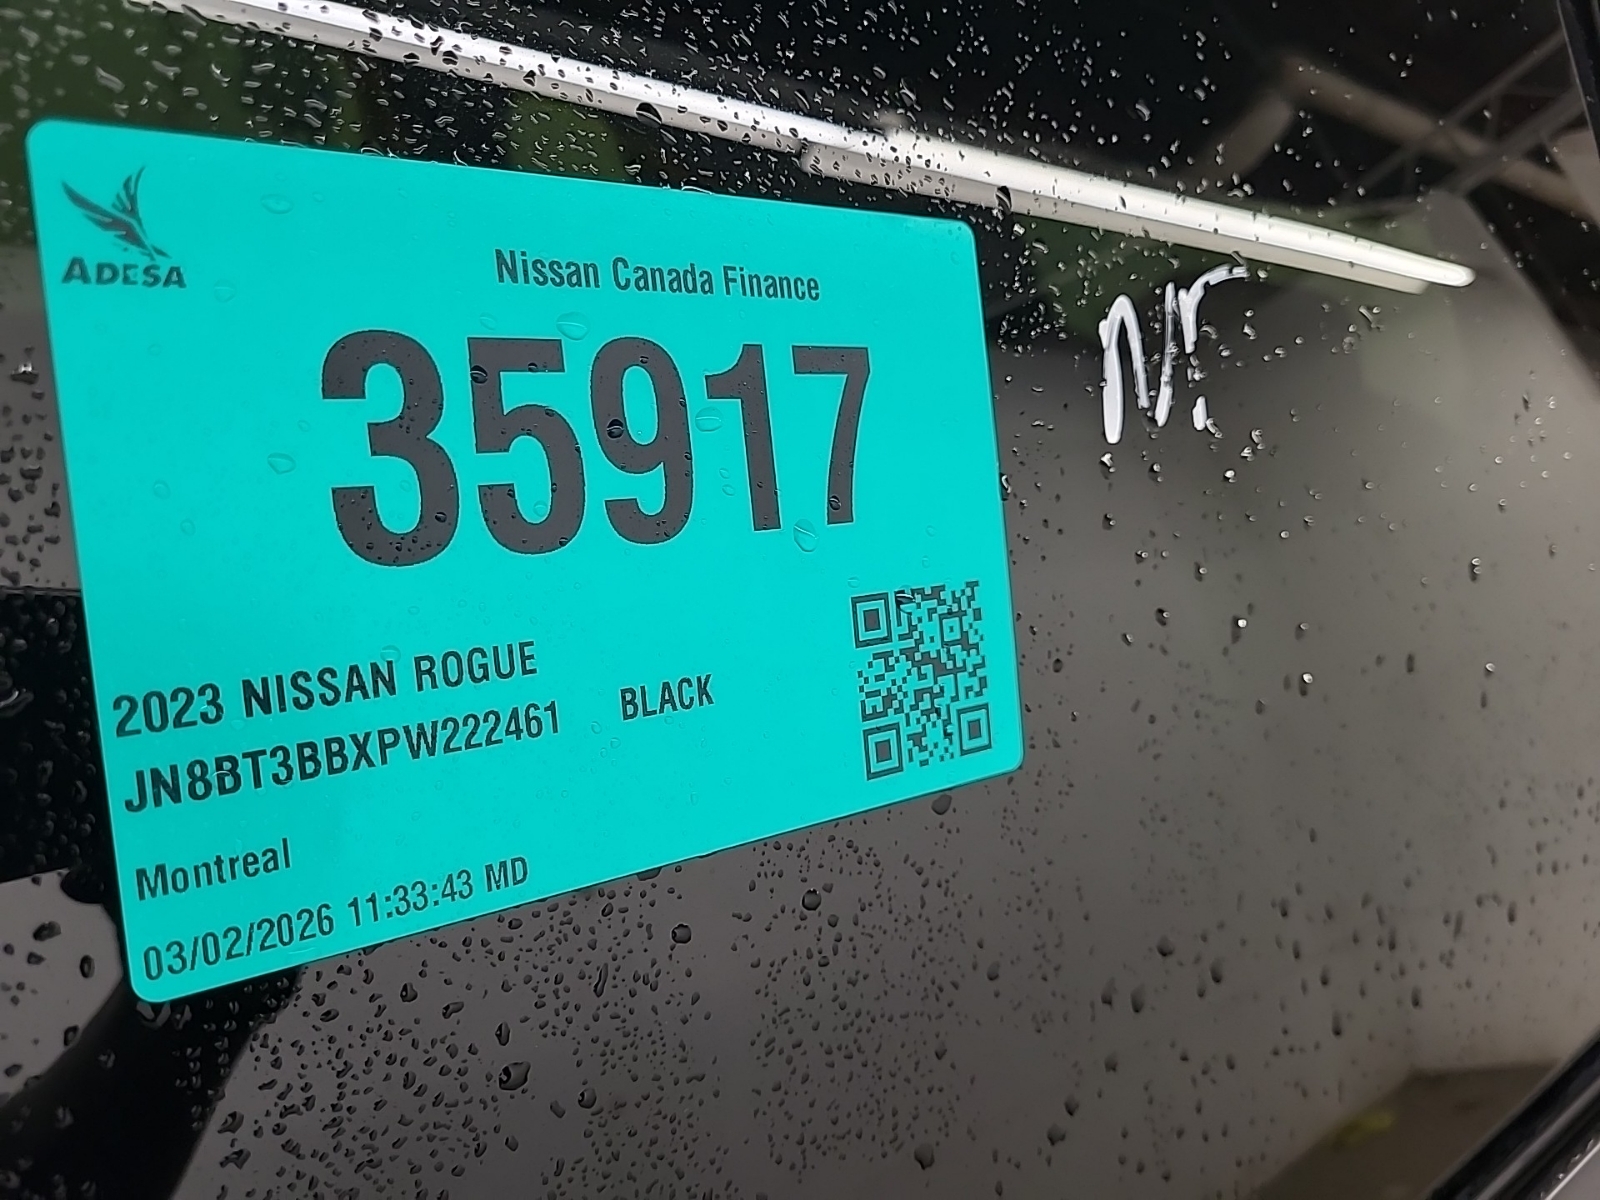 ADESA
Nissan Canada Finance
35917
2023 NISSAN ROGUE
JN8BT3BBXPW222461 BLACK
Montreal
03/02/2026 11:33:43 MD